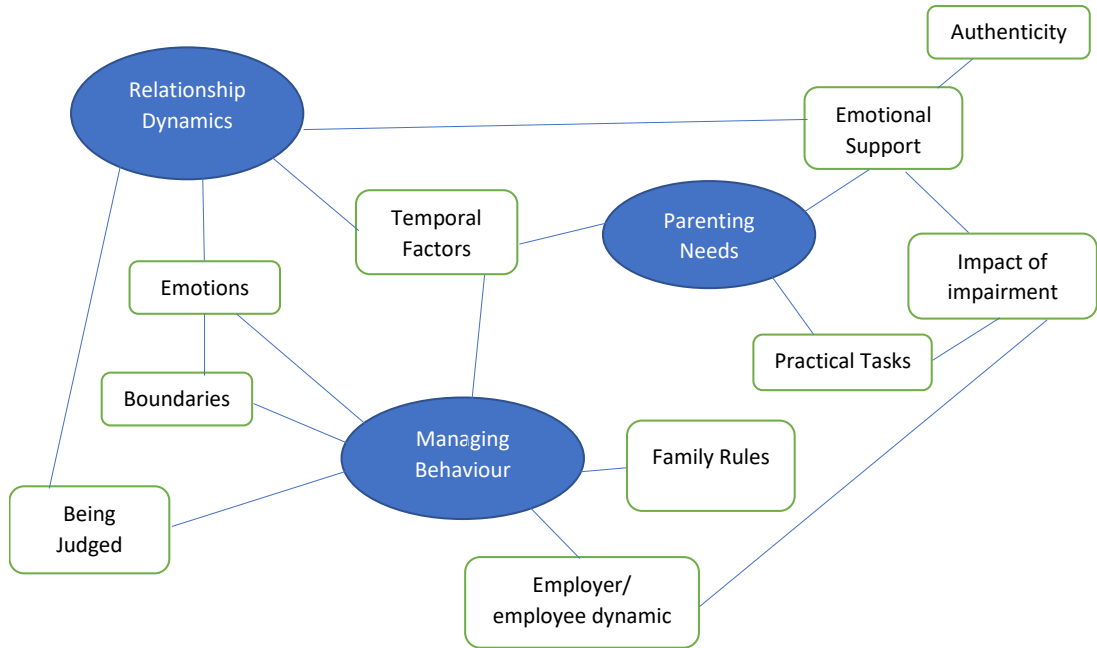 Authenticity
Relationship
Dynamics
Emotional
Support
Temporal
Factors
Parenting
Needs
Impact of
impairment
Emotions
Practical Tasks
Boundaries
Managing
Behaviour
Family Rules
Being
Judged
Employer/
employee dynamic